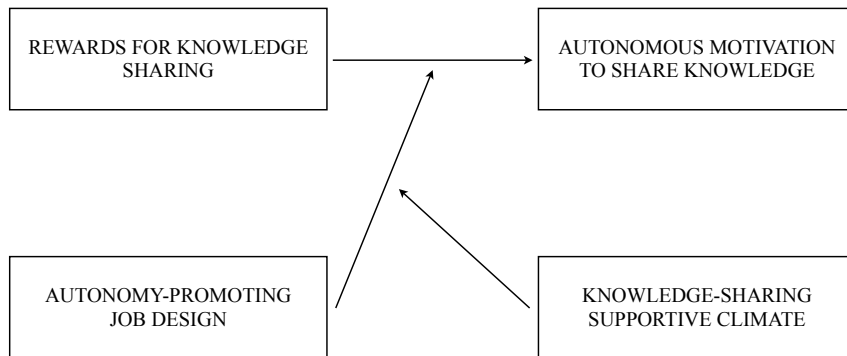 REWARDS FOR KNOWLEDGE
SHARING
AUTONOMOUS MOTIVATION
TO SHARE KNOWLEDGE
AUTONOMY-PROMOTING
JOB DESIGN
KNOWLEDGE-SHARING
SUPPORTIVE CLIMATE